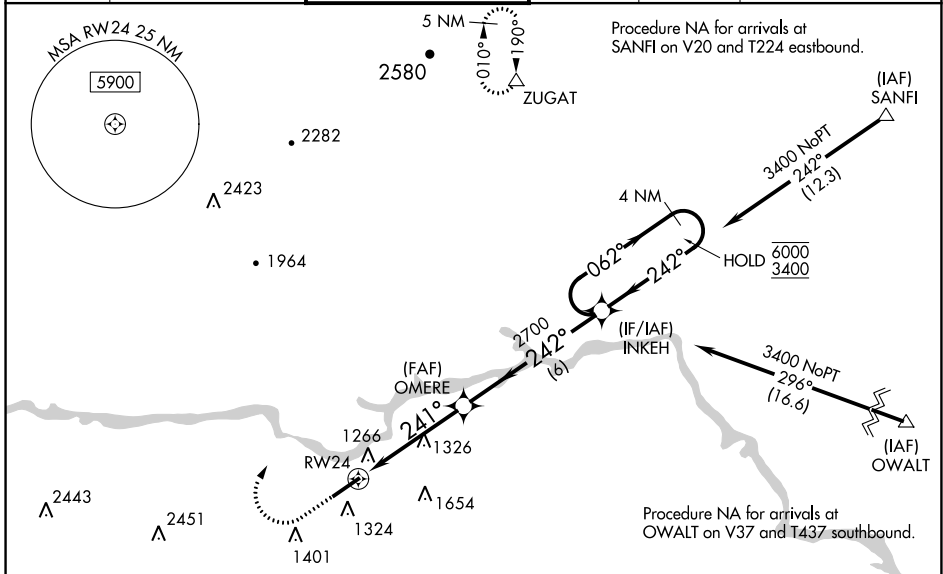 MSA RW24 25 NM
5900
5 NM
010°
190°
ZUGAT
2580
2282
2423
1964
Procedure NA for arrivals at
SANFI on V20 and T224 eastbound.
(IAF)
SANFI
3400 NoPT
242°
(12.3)
4 NM
062°
242°
HOLD
6000
3400
(IF/IAF)
INKEH
2700
242°
(6)
(FAF)
OMERE
241°
3400 NoPT
296°
(16.6)
(IAF)
OWALT
1266
1326
RW24
1654
1324
1401
2443
2451
Procedure NA for arrivals at
OWALT on V37 and T437 southbound.